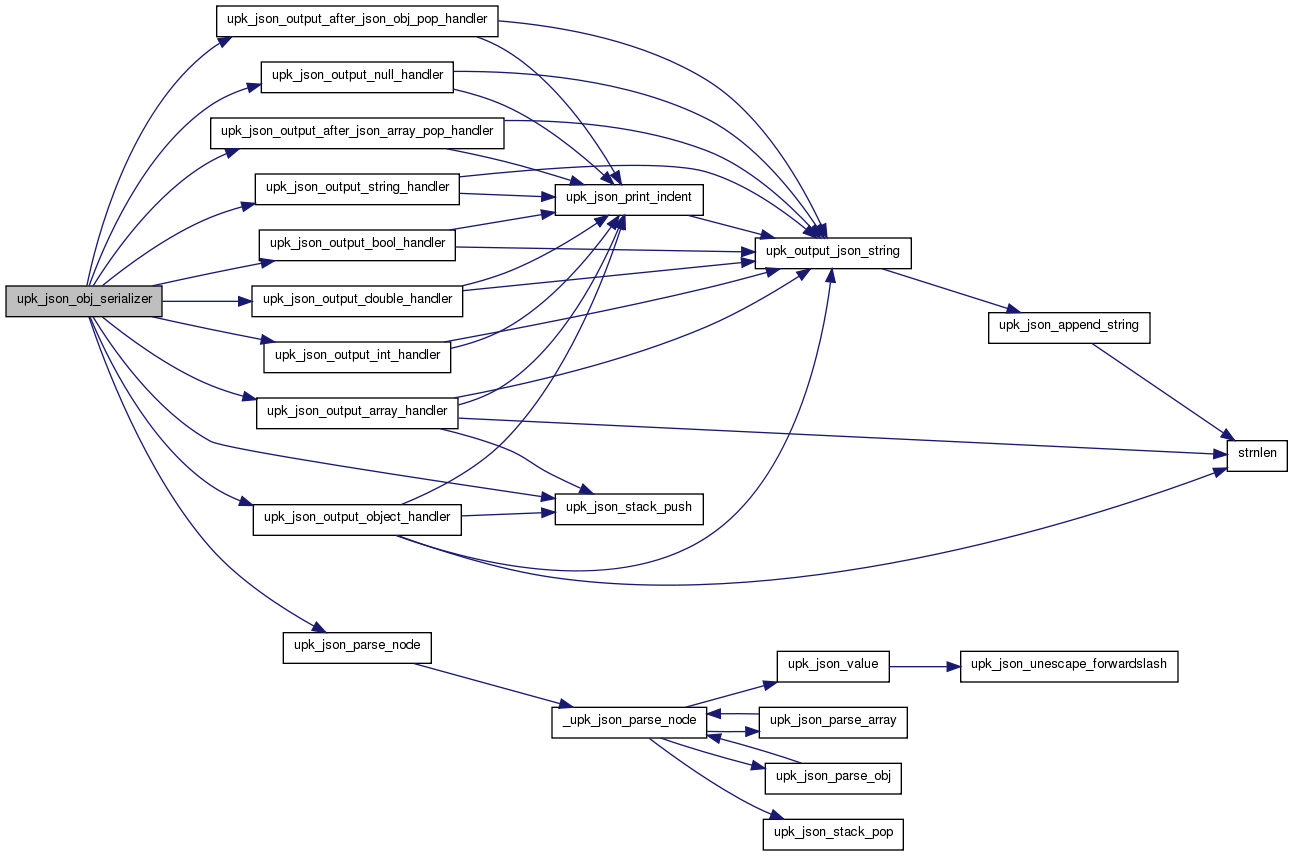 upk_json_output_after_json_obj_pop_handler
upk_json_output_null_handler
upk_json_output_after_json_array_pop_handler
upk_json_output_string_handler
upk_json_print_indent
upk_json_output_bool_handler
upk_output_json_string
upk_json_obj_serializer
upk_json_output_double_handler
upk_json_append_string
upk_json_output_int_handler
upk_json_output_array_handler
strnlen
upk_json_stack_push
upk_json_output_object_handler
upk_json_parse_node
upk_json_value
upk_json_unescape_forwardslash
_upk_json_parse_node
upk_json_parse_array
upk_json_parse_obj
upk_json_stack_pop